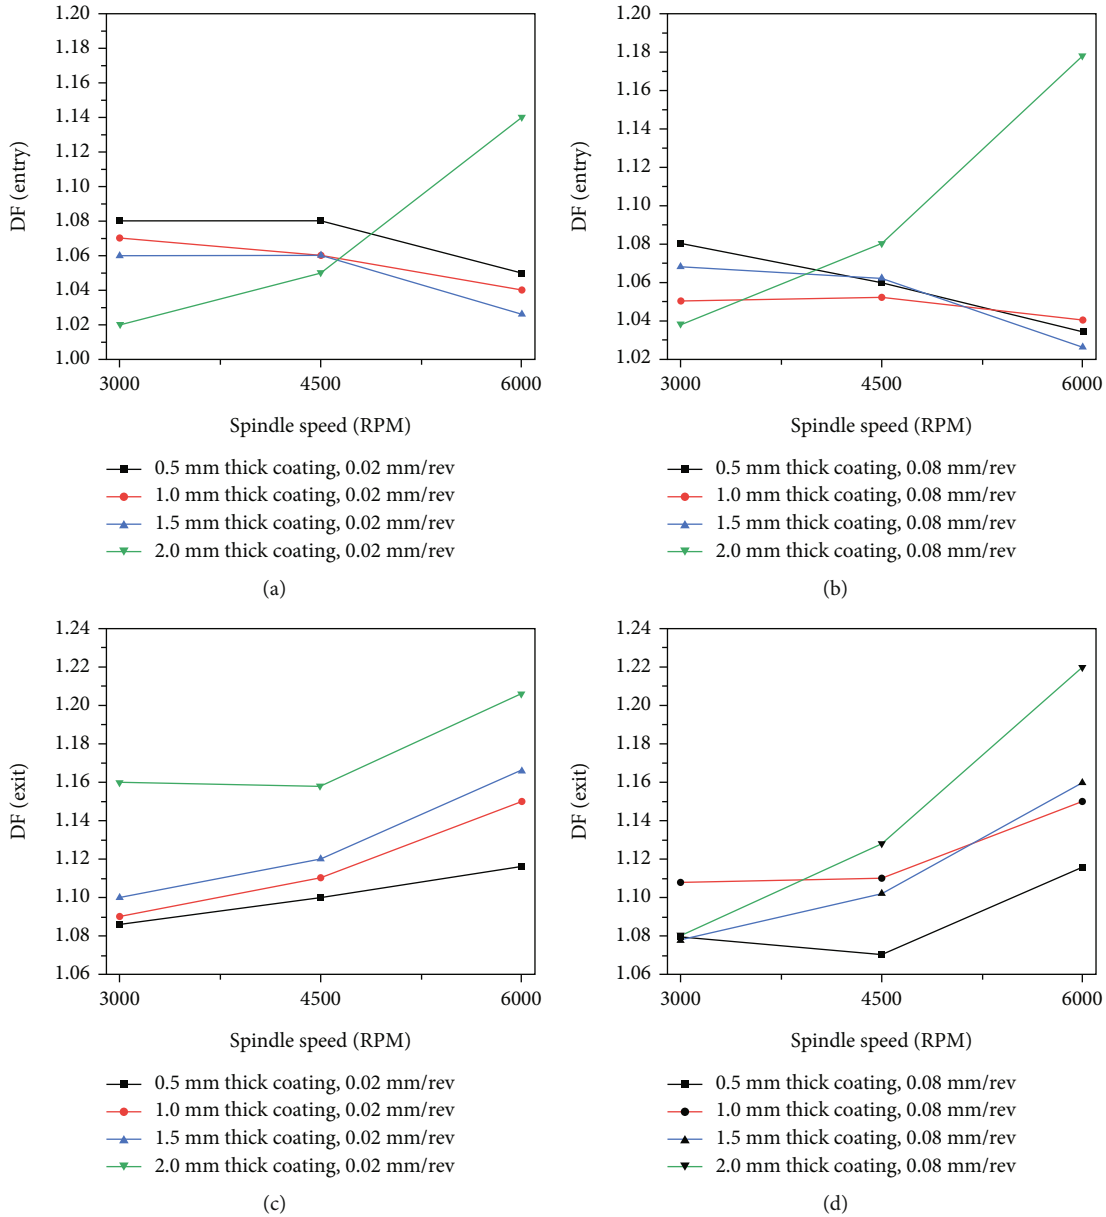 1.20
1.18
1.16
1.14
1.12
1.10
1.08
1.06
1.04
1.02
1.00
DF (entry)
3000 4500 6000
Spindle speed (RPM)
0.5 mm thick coating, 0.02 mm/rev
1.0 mm thick coating, 0.02 mm/rev
1.5 mm thick coating, 0.02 mm/rev
2.0 mm thick coating, 0.02 mm/rev
(a)
1.20
1.18
1.16
1.14
1.12
1.10
1.08
1.06
1.04
1.02
DF (entry)
3000 4500 6000
Spindle speed (RPM)
0.5 mm thick coating, 0.08 mm/rev
1.0 mm thick coating, 0.08 mm/rev
1.5 mm thick coating, 0.08 mm/rev
2.0 mm thick coating, 0.08 mm/rev
(b)
1.24
1.22
1.20
1.18
1.16
1.14
1.12
1.10
1.08
1.06
DF (exit)
3000 4500 6000
Spindle speed (RPM)
0.5 mm thick coating, 0.02 mm/rev
1.0 mm thick coating, 0.02 mm/rev
1.5 mm thick coating, 0.02 mm/rev
2.0 mm thick coating, 0.02 mm/rev
(c)
1.24
1.22
1.20
1.18
1.16
1.14
1.12
1.10
1.08
1.06
DF (exit)
3000 4500 6000
Spindle speed (RPM)
0.5 mm thick coating, 0.08 mm/rev
1.0 mm thick coating, 0.08 mm/rev
1.5 mm thick coating, 0.08 mm/rev
2.0 mm thick coating, 0.08 mm/rev
(d)